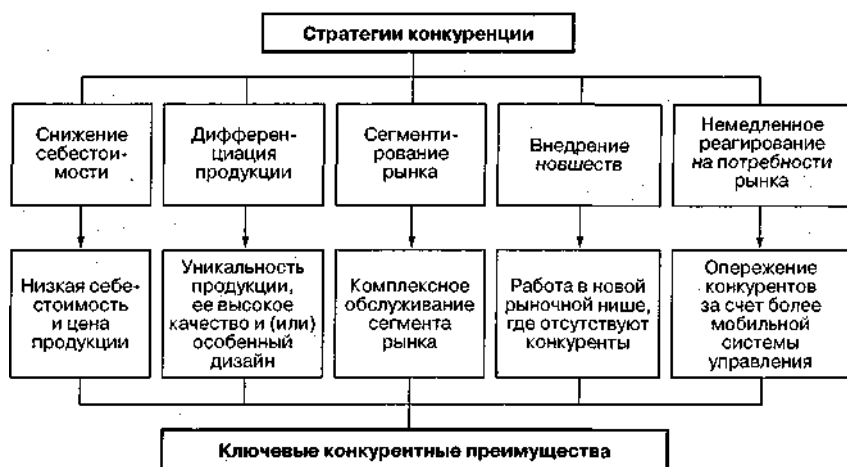 Стратегии конкуренции
Снижение
себестои-
мости
Дифферен-
циация
продукции
Сегменти-
рование
рынка
Внедрение
новшеств
Немедленное
реагирование
на потребности
рынка
Низкая себе-
стоимость
и цена
продукции
Уникальность
продукции,
ее высокое
качество и (или)
особенный
дизайн
Комплексное
обслуживание
сегмента
рынка
Работа в новой
рыночной нише,
где отсутствуют
конкуренты
Опережение
конкурентов
за счет более
мобильной
системы
управления
Ключевые конкурентные преимущества